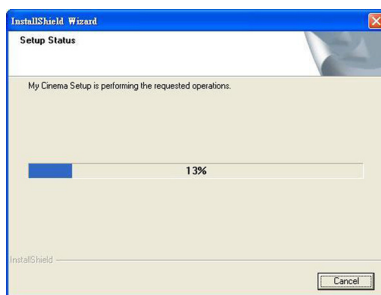 InstallShield Wizard
Setup Status
My Cinema Setup is performing the requested operations.
13%
InstallShield
Cancel